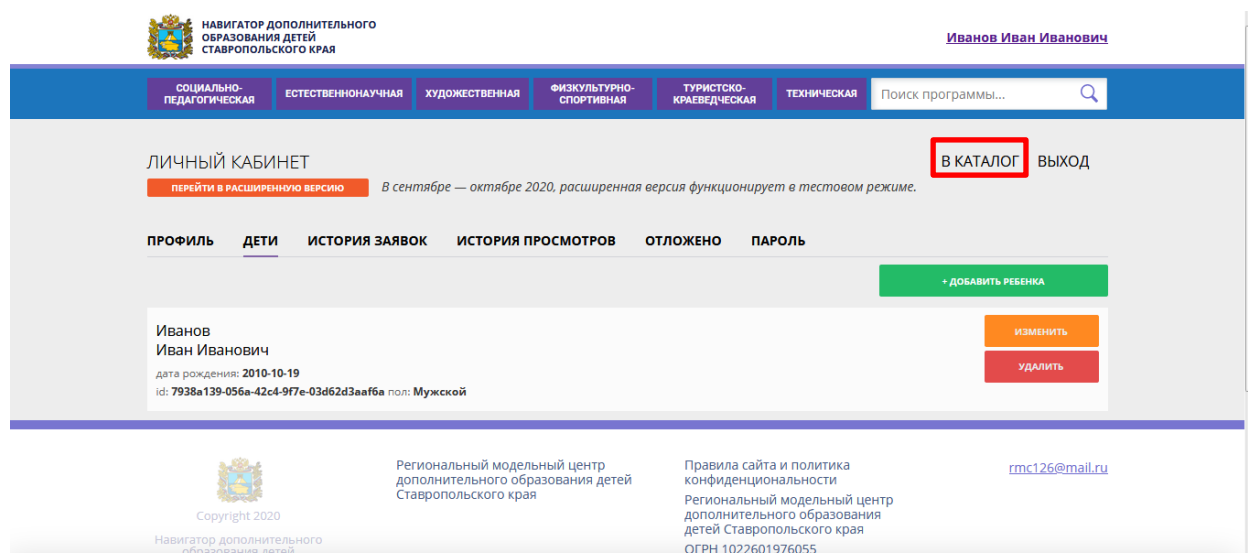 НАВИГАТОР ДОПОЛНИТЕЛЬНОГО
ОБРАЗОВАНИЯ ДЕТЕЙ
СТАВРОПОЛЬСКОГО КРАЯ
Иванов Иван Иванович
СОЦИАЛЬНО-
ПЕДАГОГИЧЕСКАЯ
ЕСТЕСТВЕННОНАУЧНАЯ
ХУДОЖЕСТВЕННАЯ
ФИЗКУЛЬТУРНО-
СПОРТИВНАЯ
ТУРИСТСКО-
КРАЕВЕДЧЕСКАЯ
ТЕХНИЧЕСКАЯ
Поиск программы...
ЛИЧНЫЙ КАБИНЕТ
В КАТАЛОГ ВЫХОД
ПЕРЕЙТИ В РАСШИРЕННУЮ ВЕРСИЮ
В сентябре — октябре 2020, расширенная версия функционирует в тестовом режиме.
ПРОФИЛЬ ДЕТИ ИСТОРИЯ ЗАЯВОК ИСТОРИЯ ПРОСМОТРОВ ОТЛОЖЕНО ПАРОЛЬ
+ ДОБАВИТЬ РЕБЕНКА
Иванов
Иван Иванович
дата рождения: 2010-10-19
id: 7938a139-056a-42c4-9f7e-03d62d3aaf6a пол: Мужской
ИЗМЕНИТЬ
УДАЛИТЬ
Copyright 2020
Навигатор дополнительного
образования детей
Региональный модельный центр
дополнительного образования детей
Ставропольского края
Правила сайта и политика
конфиденциональности
Региональный модельный центр
дополнительного образования
детей Ставропольского края
ОГРН 1022601976055
rmc126@mail.ru